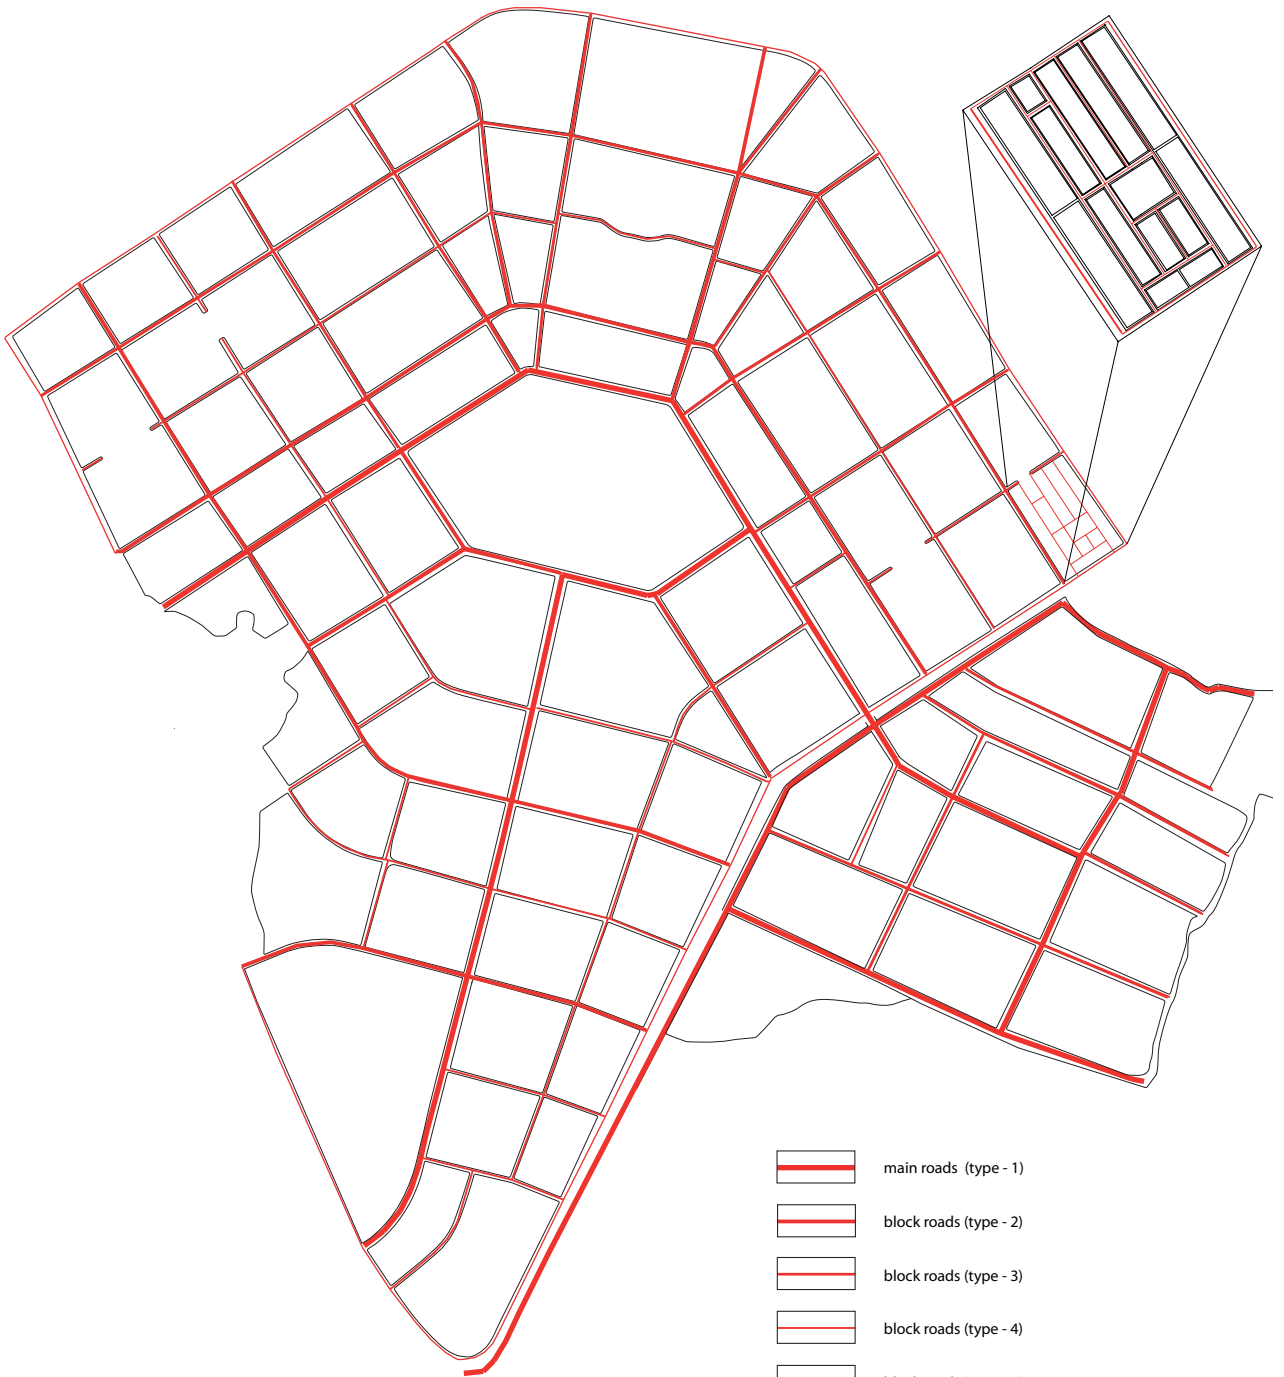 main roads (type - 1)
block roads (type - 2)
block roads (type - 3)
block roads (type - 4)